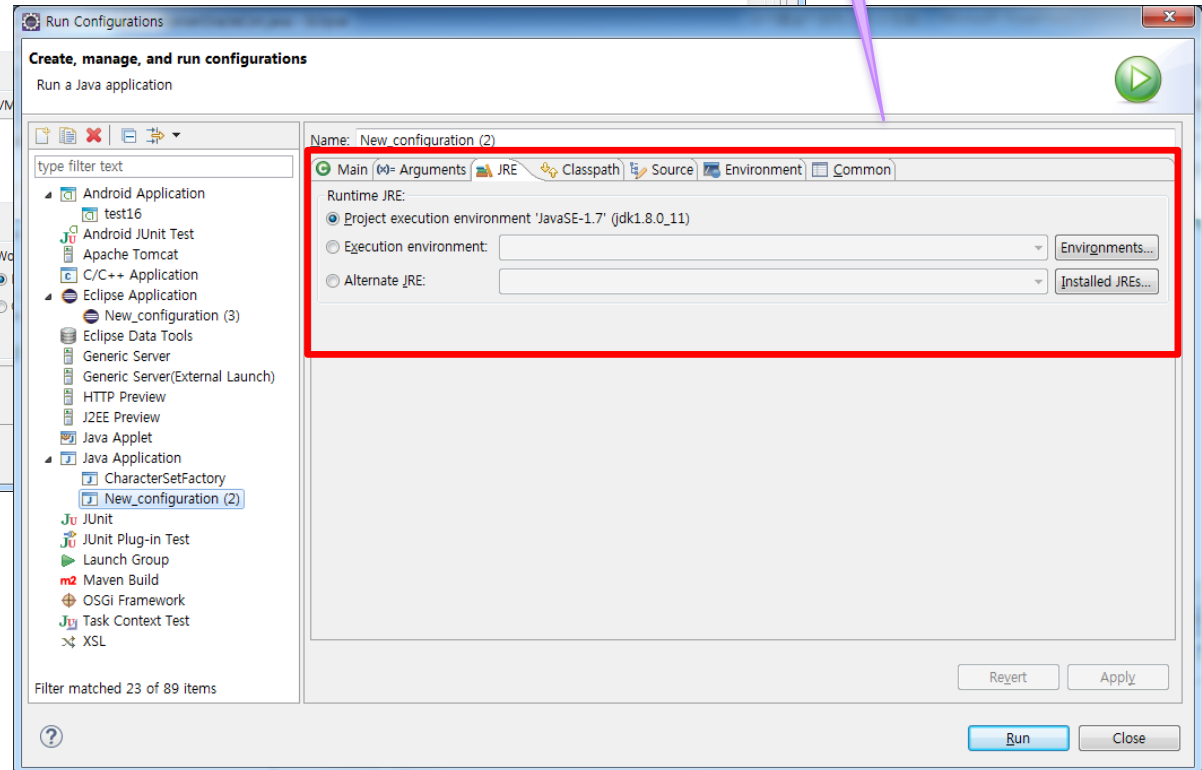 Run Configurations
Create, manage, and run configurations
Run a Java application
type filter text
Android Application
test16
Android JUnit Test
Apache Tomcat
C/C++ Application
Eclipse Application
New_configuration (3)
Eclipse Data Tools
Generic Server
Generic Server(External Launch)
HTTP Preview
J2EE Preview
Java Applet
Java Application
CharacterSetFactory
New_configuration (2)
JUnit
JUnit Plug-in Test
Launch Group
m2 Maven Build
OSGi Framework
Task Context Test
XSL
Filter matched 23 of 89 items
Name: New_configuration (2)
Main (x)= Arguments JRE Classpath Source Environment Common
Runtime JRE:
Project execution environment 'JavaSE-1.7' (jdk1.8.0_11)
Execution environment: Environments...
Alternate JRE: Installed JREs...
Revert Apply
Run Close